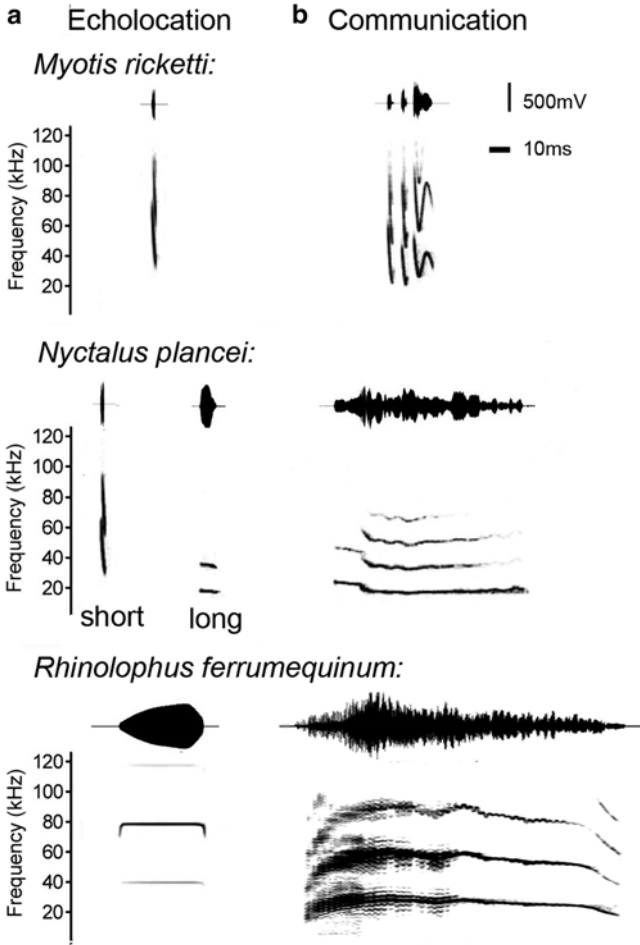 a Echolocation b Communication
Myotis ricketti:
500mV
10ms
Frequency (kHz)
120
100
80
60
40
20
Nyctalus plancei:
Frequency (kHz)
120
100
80
60
40
20
short long
Rhinolophus ferrumequinum:
Frequency (kHz)
120
100
80
60
40
20